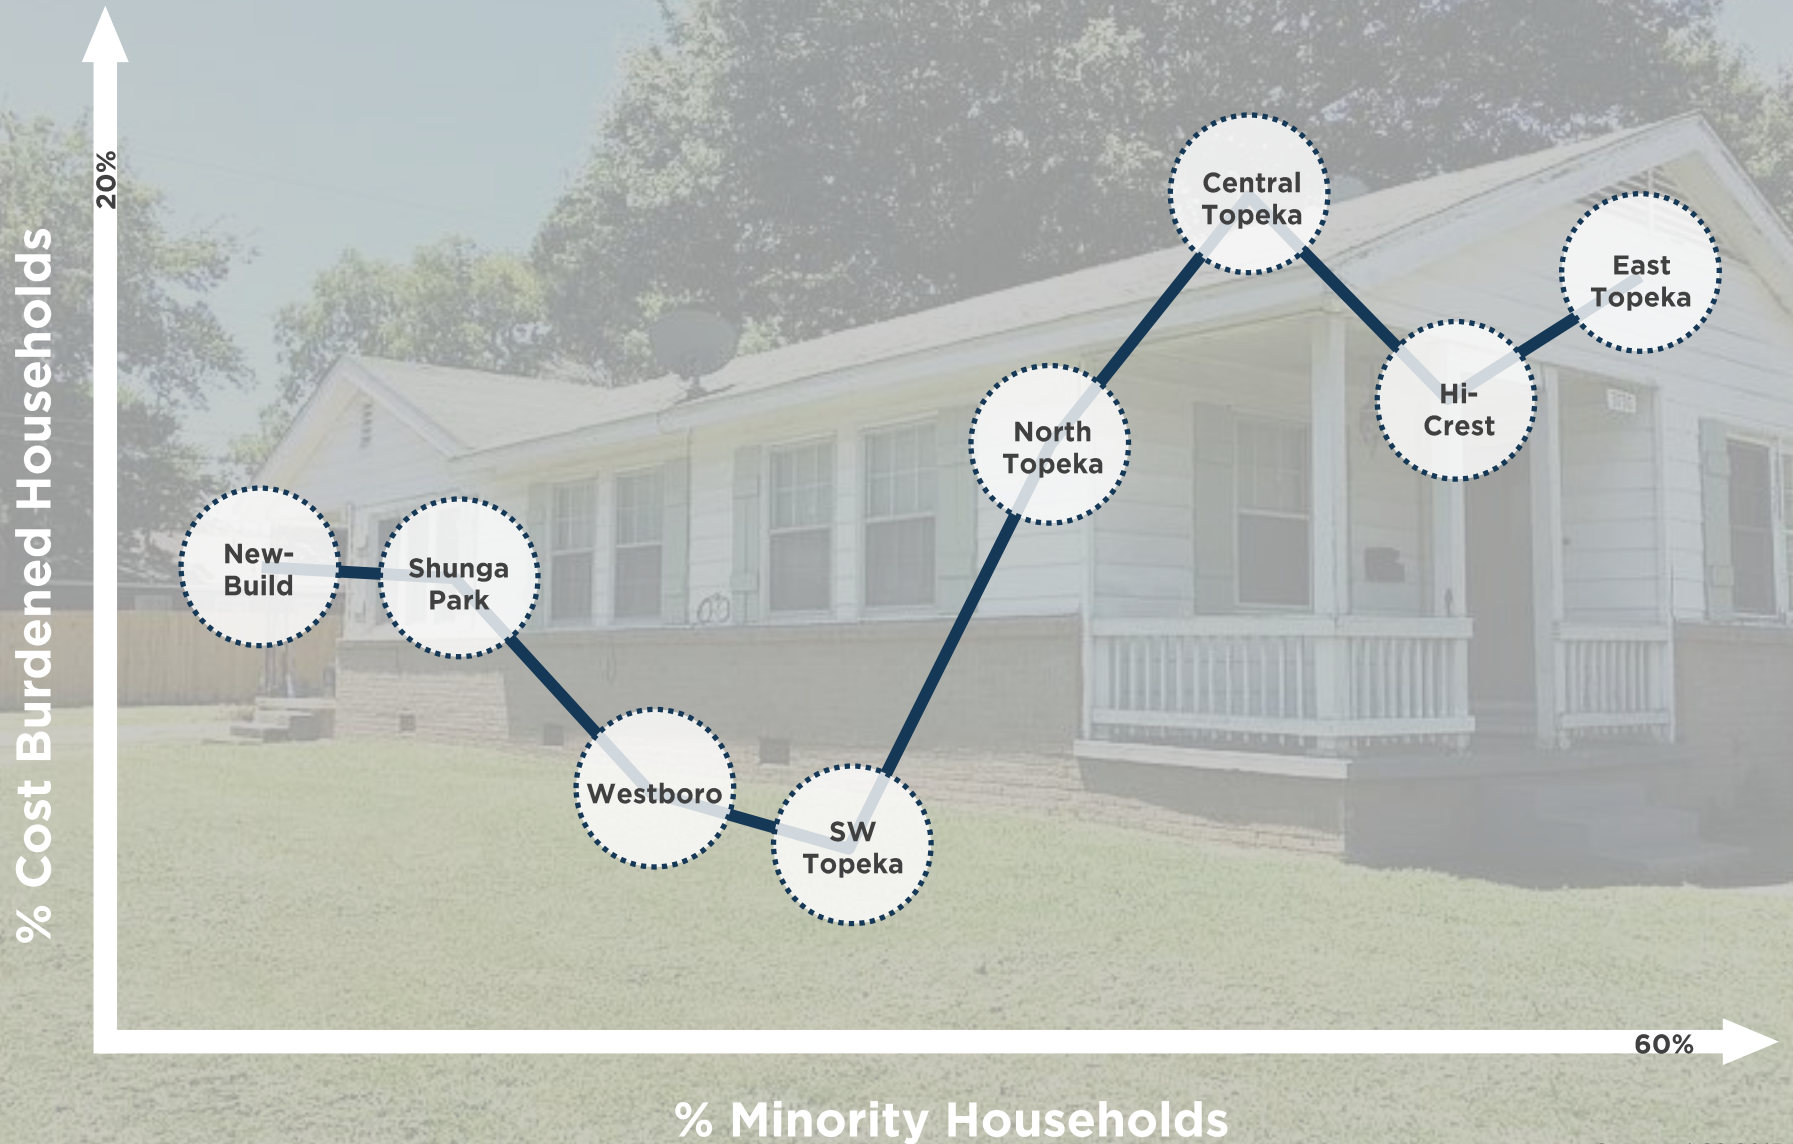 % Cost Burdened Households
20%
Central
Topeka
East
Topeka
Hi-
Crest
North
Topeka
New-
Build
Shunga
Park
Westboro
SW
Topeka
60%
% Minority Households